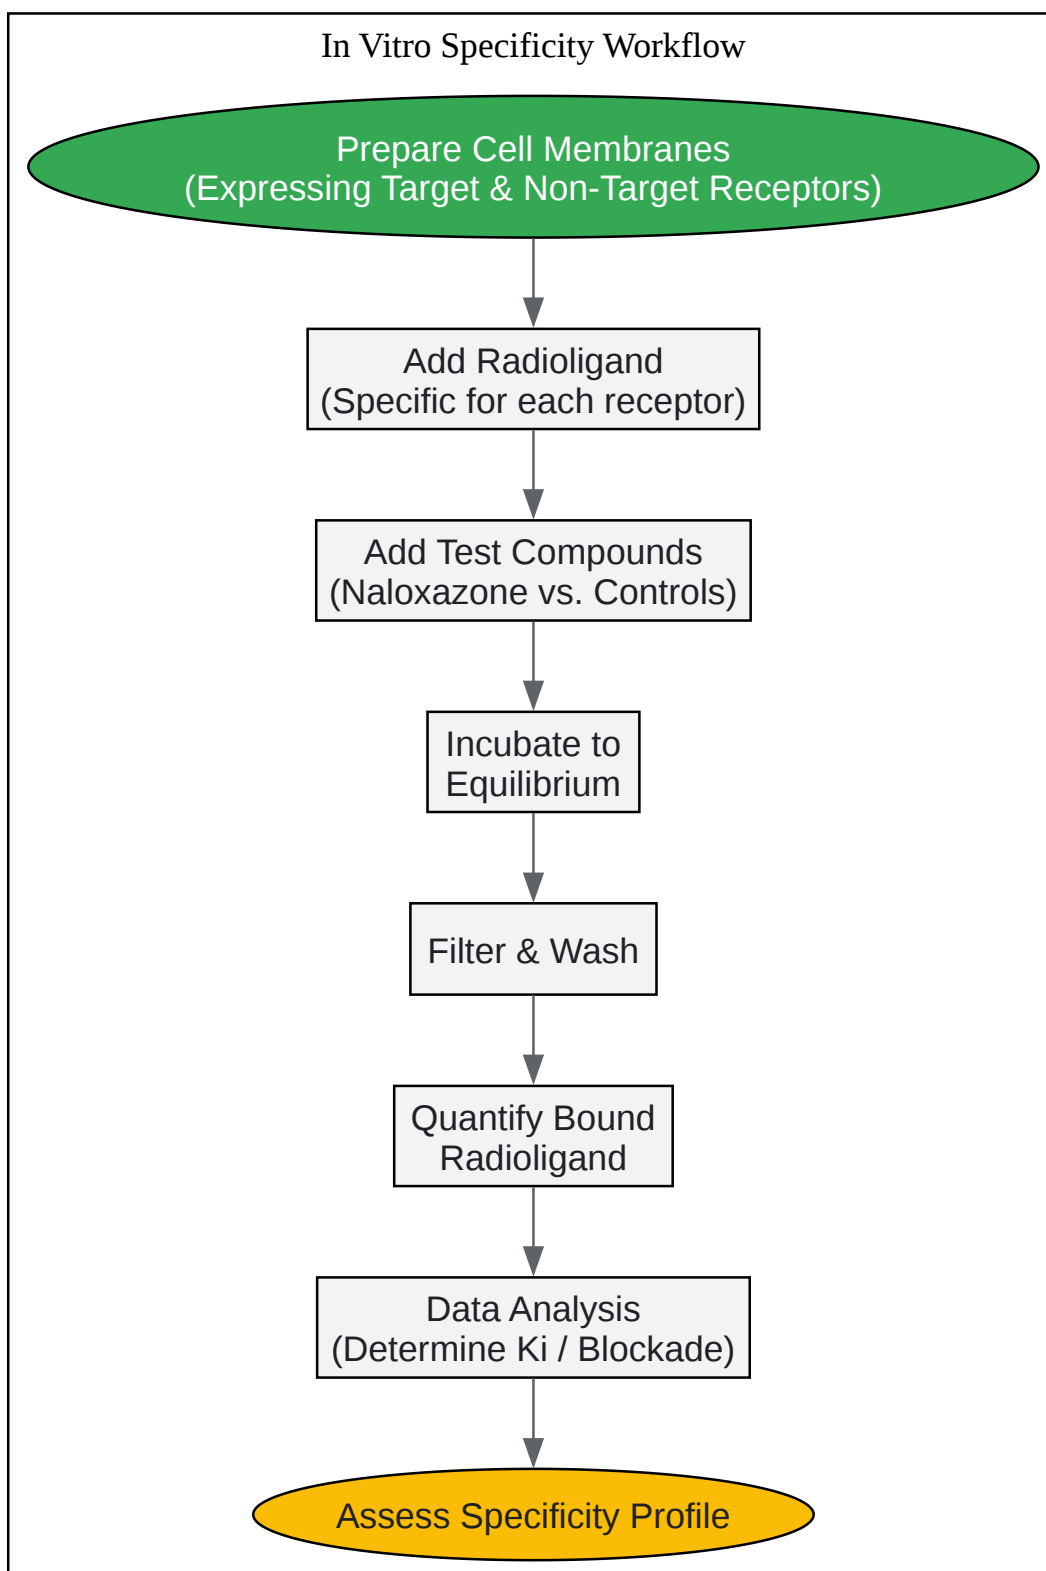 In Vitro Specificity Workflow
Prepare Cell Membranes
(Expressing Target & Non-Target Receptors)
Add Radioligand
(Specific for each receptor)
Add Test Compounds
(Naloxazone vs. Controls)
Incubate to
Equilibrium
Filter & Wash
Quantify Bound
Radioligand
Data Analysis
(Determine Ki / Blockade)
Assess Specificity Profile